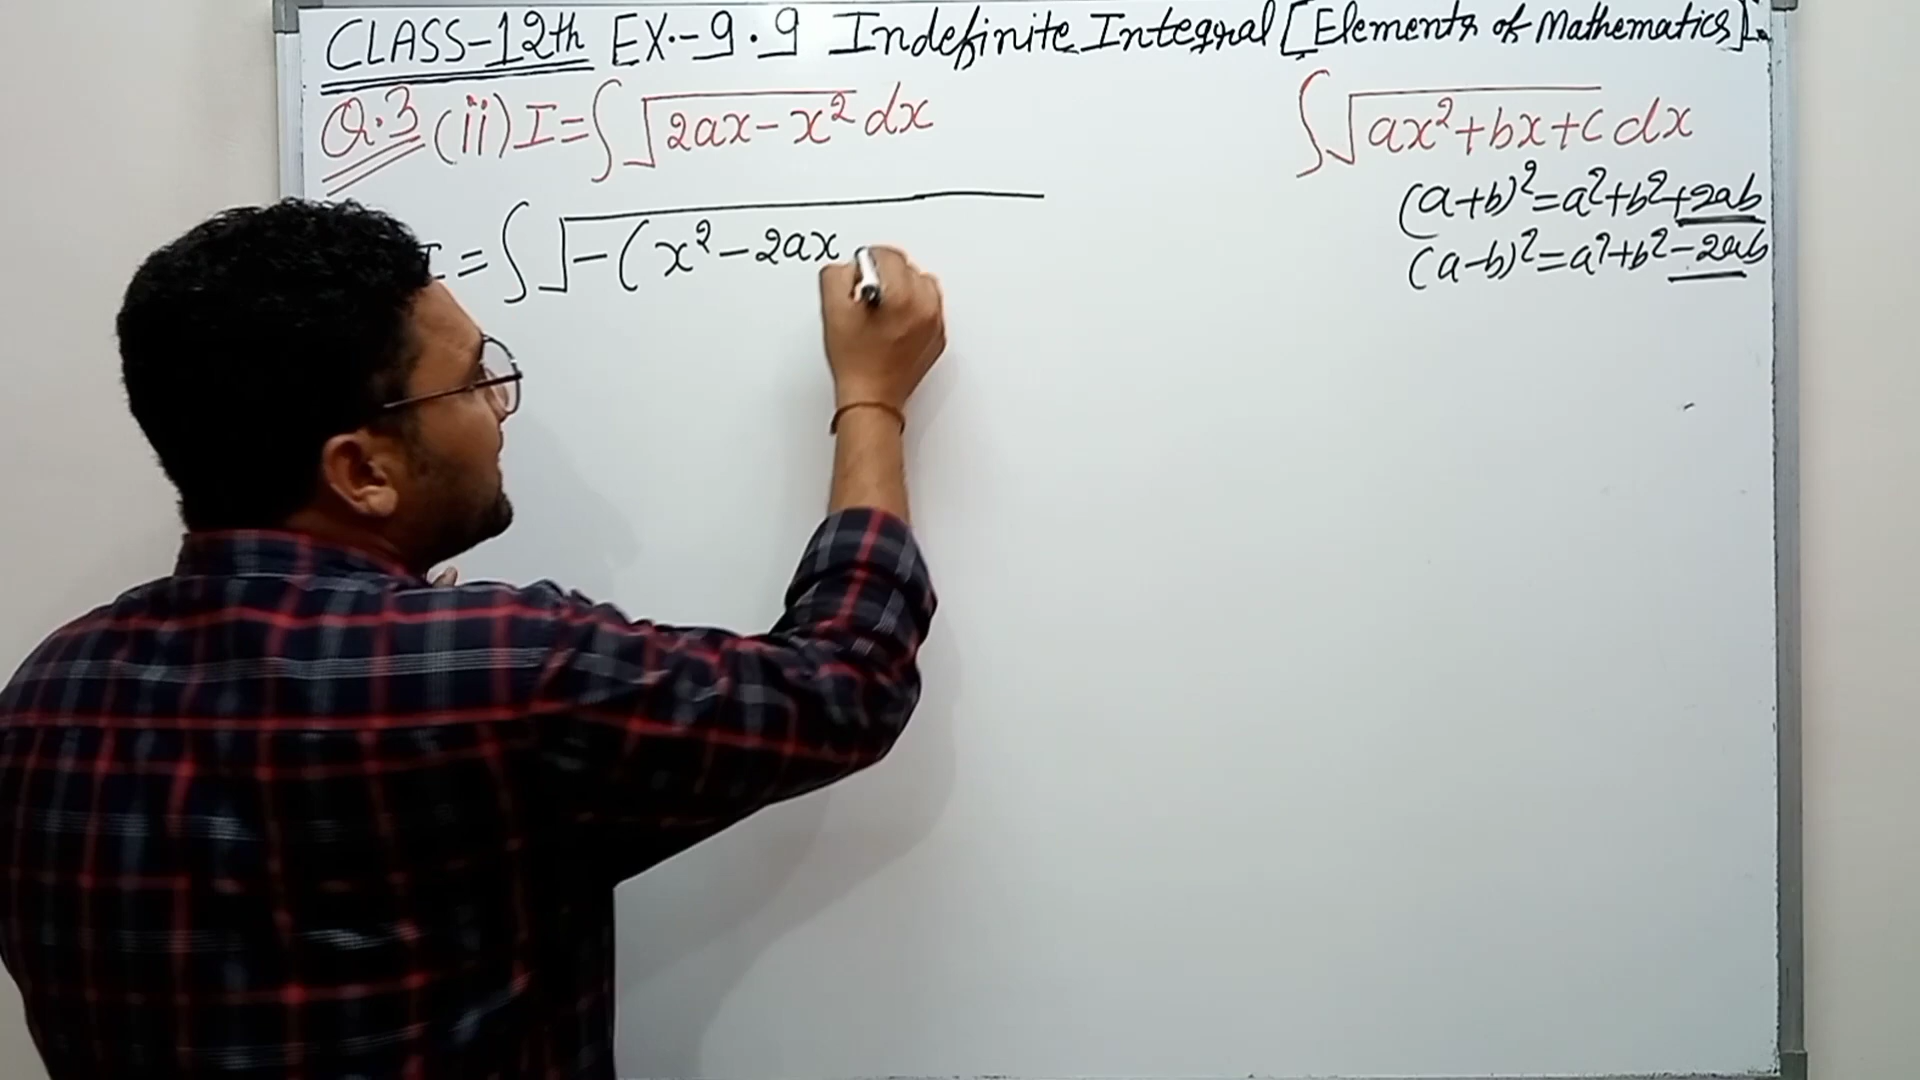 CLASS-12th EX.-9.9 Indefinite Integral [Elements of Mathematics].
Q.3 (ii) I=∫√2ax-x² dx
∫√ax²+bx+c dx
(a+b)²=a²+b²+2ab
(a-b)²=a²+b²-2ab
I=∫√-(x²-2ax